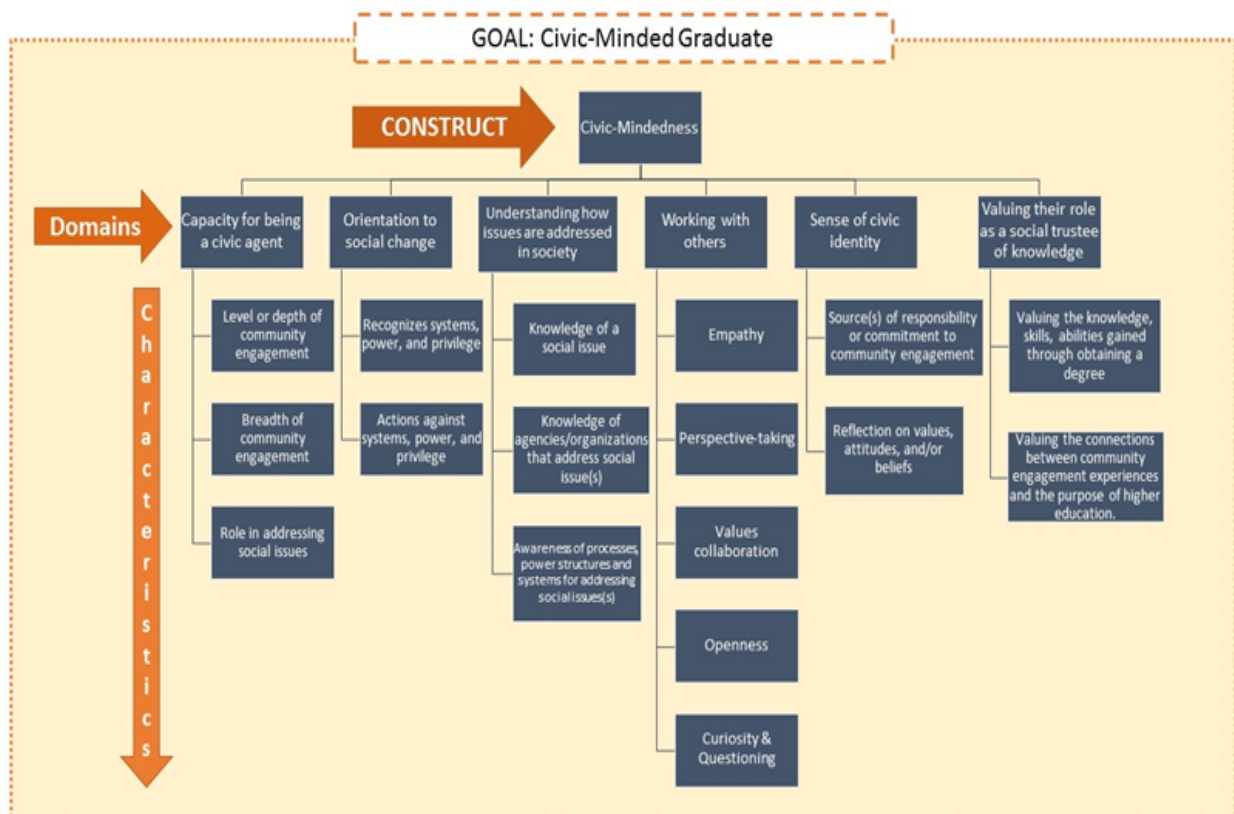 GOAL: Civic-Minded Graduate
CONSTRUCT
Civic-Mindedness
Domains
Capacity for being
a civic agent
Orientation to
social change
Understanding how
issues are addressed
in society
Working with
others
Sense of civic
identity
Valuing their role
as a social trustee
of knowledge
Characteristics
Level or depth of
community
engagement
Breadth of
community
engagement
Role in addressing
social issues
Recognizes systems,
power, and privilege
Actions against
systems, power, and
privilege
Knowledge of a
social issue
Knowledge of
agencies/organizations
that address social
issue(s)
Awareness of processes,
power structures and
systems for addressing
social issues(s)
Empathy
Perspective-taking
Values
collaboration
Openness
Curiosity &
Questioning
Source(s) of responsibility
or commitment to
community engagement
Reflection on values,
attitudes, and/or
beliefs
Valuing the knowledge,
skills, abilities gained
through obtaining a
degree
Valuing the connections
between community
engagement experiences
and the purpose of higher
education.